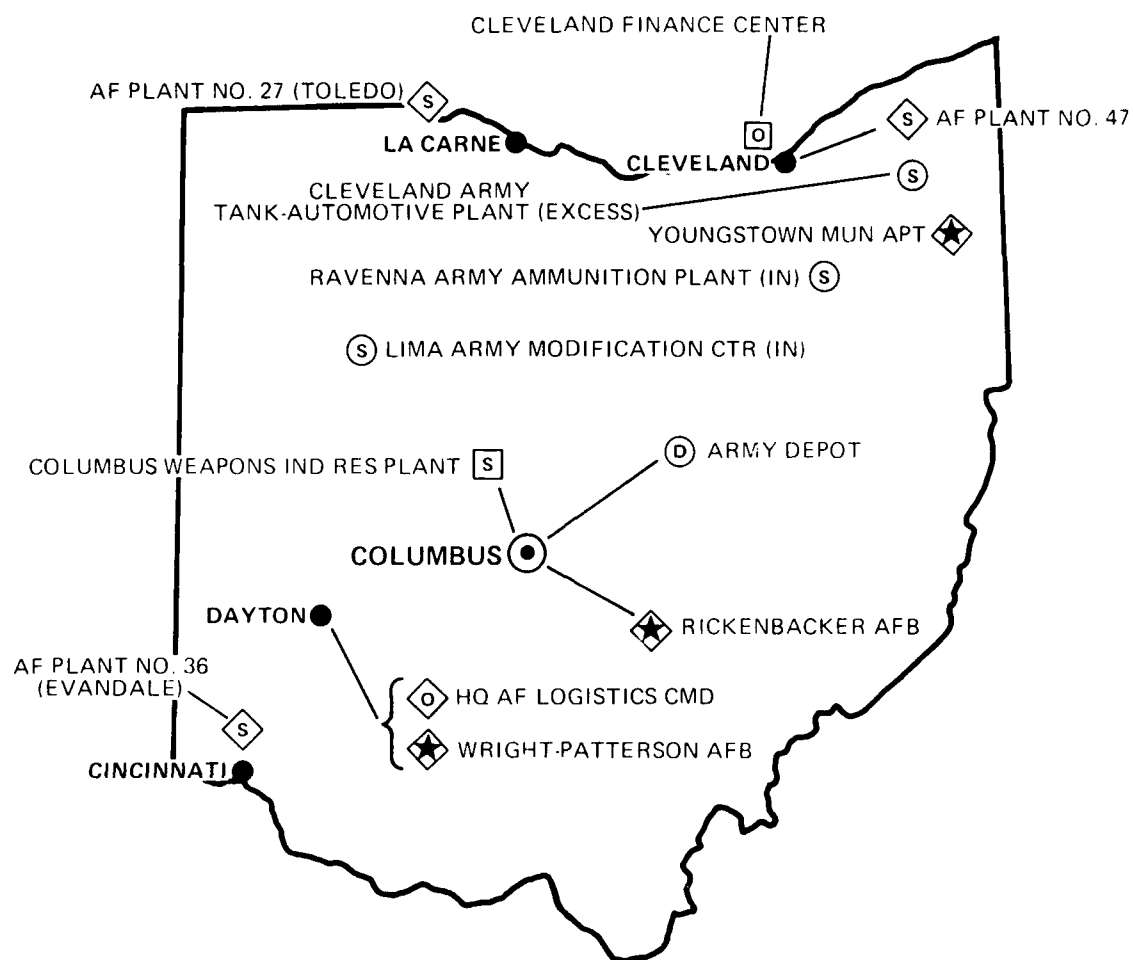 CLEVELAND FINANCE CENTER
AF PLANT NO. 27 (TOLEDO)
S
O
S
AF PLANT NO. 47
LA CARNE
CLEVELAND
CLEVELAND ARMY
TANK-AUTOMOTIVE PLANT (EXCESS)
S
YOUNGSTOWN MUN APT
RAVENNA ARMY AMMUNITION PLANT (IN)
S
S
LIMA ARMY MODIFICATION CTR (IN)
COLUMBUS WEAPONS IND RES PLANT
S
D
ARMY DEPOT
COLUMBUS
DAYTON
RICKENBACKER AFB
AF PLANT NO. 36
(EVANDALE)
S
O
HQ AF LOGISTICS CMD
WRIGHT-PATTERSON AFB
CINCINNATI